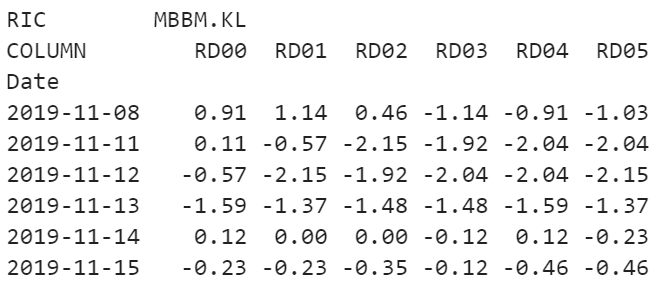 RIC MBBM.KL
COLUMN RD00 RD01 RD02 RD03 RD04 RD05
Date
2019-11-08 0.91 1.14 0.46 -1.14 -0.91 -1.03
2019-11-11 0.11 -0.57 -2.15 -1.92 -2.04 -2.04
2019-11-12 -0.57 -2.15 -1.92 -2.04 -2.04 -2.15
2019-11-13 -1.59 -1.37 -1.48 -1.48 -1.59 -1.37
2019-11-14 0.12 0.00 0.00 -0.12 0.12 -0.23
2019-11-15 -0.23 -0.23 -0.35 -0.12 -0.46 -0.46